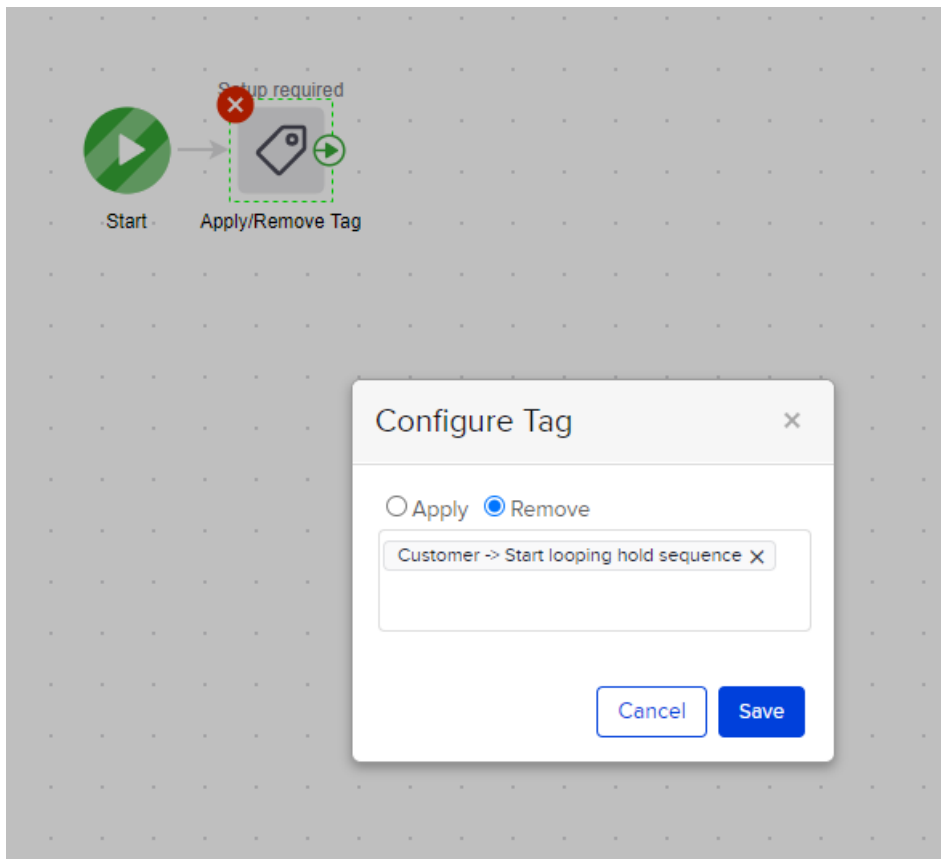 Setup required
Start
Apply/Remove Tag
Configure Tag
Apply Remove
Customer -> Start looping hold sequence
Cancel Save